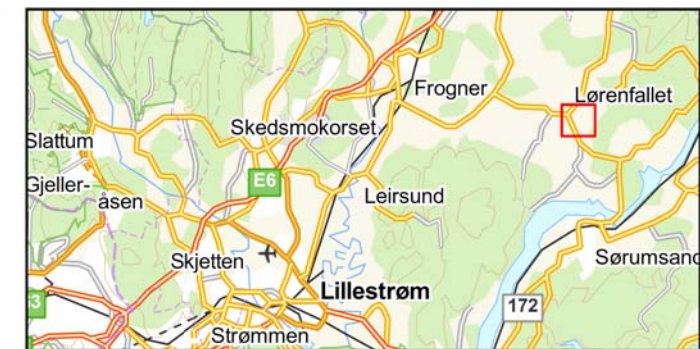 Frogner
Lørenfallet
Skedsmokorset
Slattum
E6
Gjeller-
åsen
Leirsund
Skjetten
Sørumsand
Lillestrøm
172
Strømmen